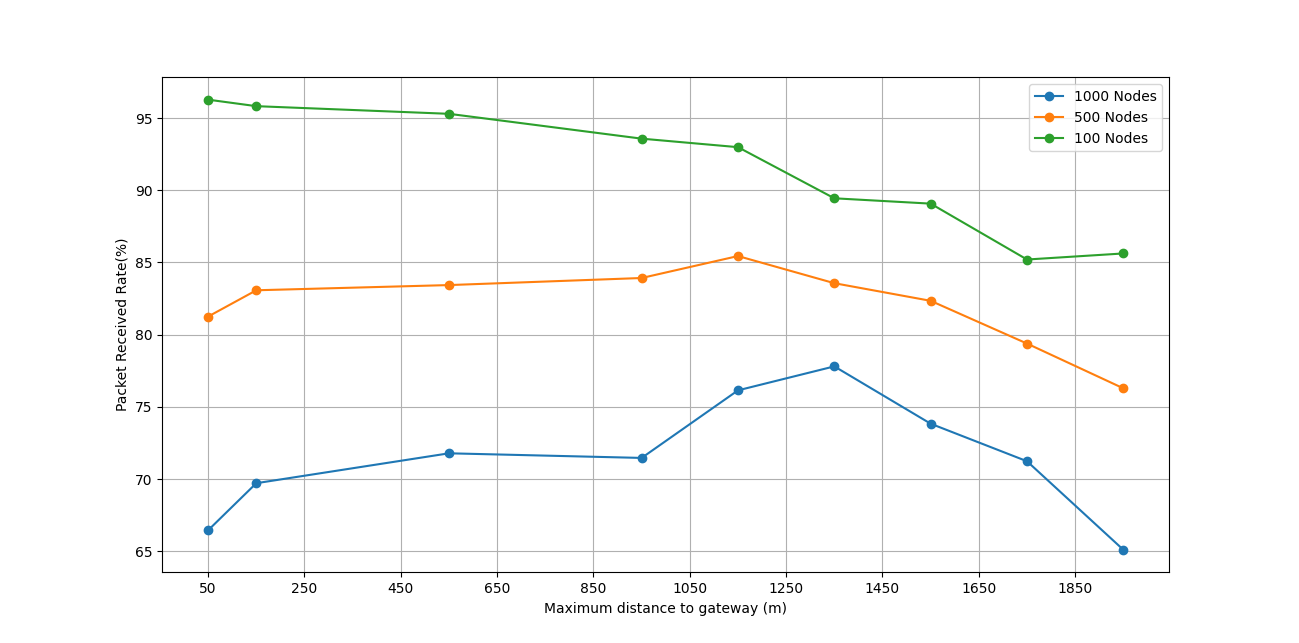 1000 Nodes
500 Nodes
100 Nodes
95
90
85
80
75
70
65
Packet Received Rate(%)
50 250 450 650 850 1050 1250 1450 1650 1850
Maximum distance to gateway (m)